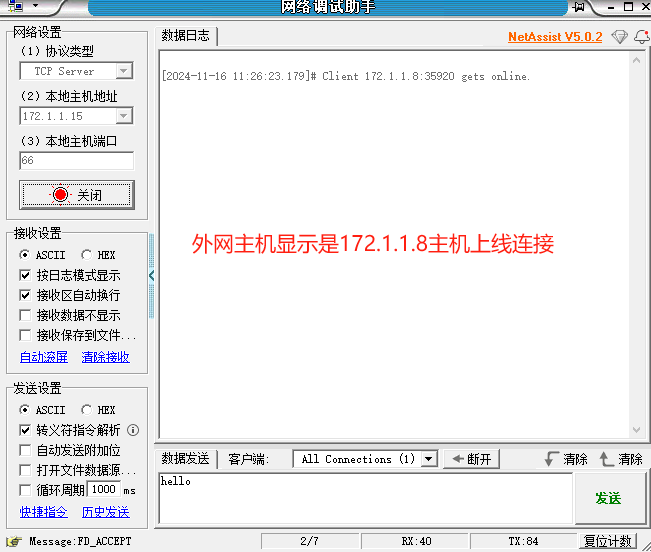 网络调试助手
网络设置
（1）协议类型
TCP Server
（2）本地主机地址
172.1.1.15
（3）本地主机端口
66
关闭
接收设置
ASCII HEX
按日志模式显示
接收区自动换行
接收数据不显示
接收保存到文件...
自动滚屏 清除接收
发送设置
ASCII HEX
转义符指令解析
自动发送附加位
打开文件数据源...
循环周期 1000 ms
快捷指令 历史发送
数据日志
NetAssist V5.0.2
[2024-11-16 11:26:23.179]# Client 172.1.1.8:35920 gets online.
外网主机显示是172.1.1.8主机上线连接
数据发送 客户端: All Connections (1) 断开 清除 清除
hello
发送
Message:FD_ACCEPT 2/7 RX:40 TX:84 复位计数